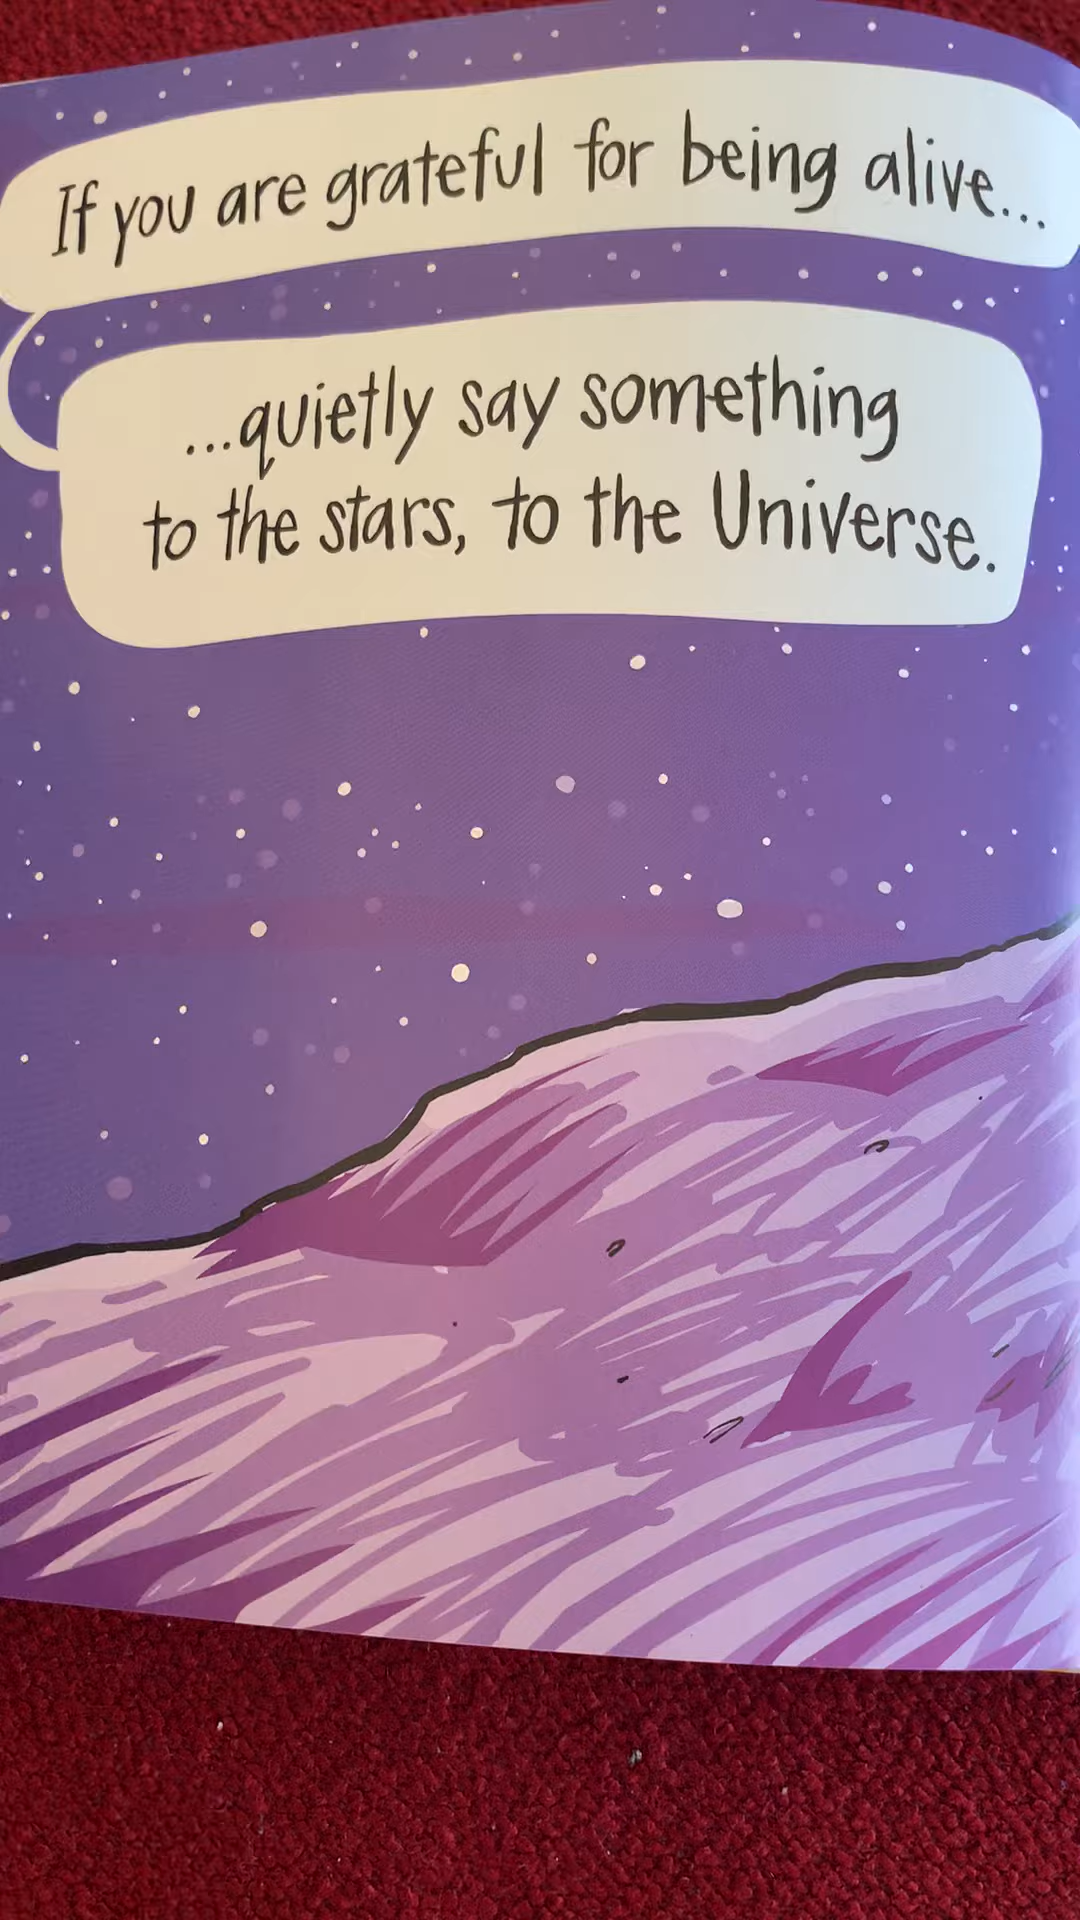 If you are grateful for being alive...
...quietly say something
to the stars, to the Universe.